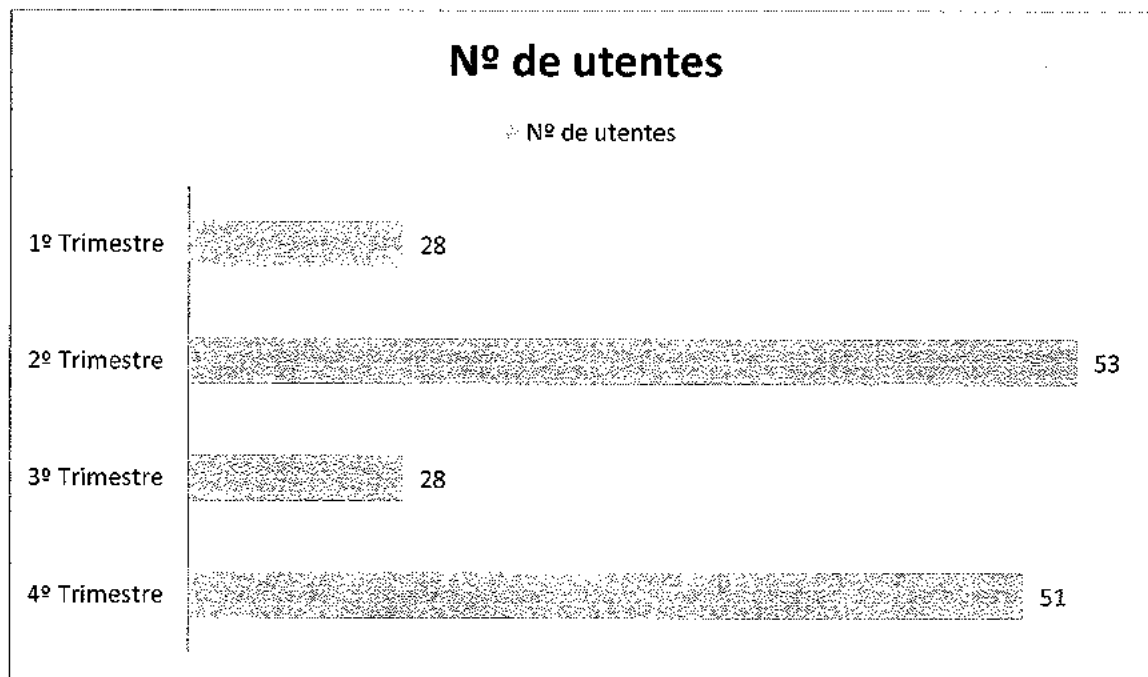 Nº de utentes
Nº de utentes
1º Trimestre 28
2º Trimestre 53
3º Trimestre 28
4º Trimestre 51